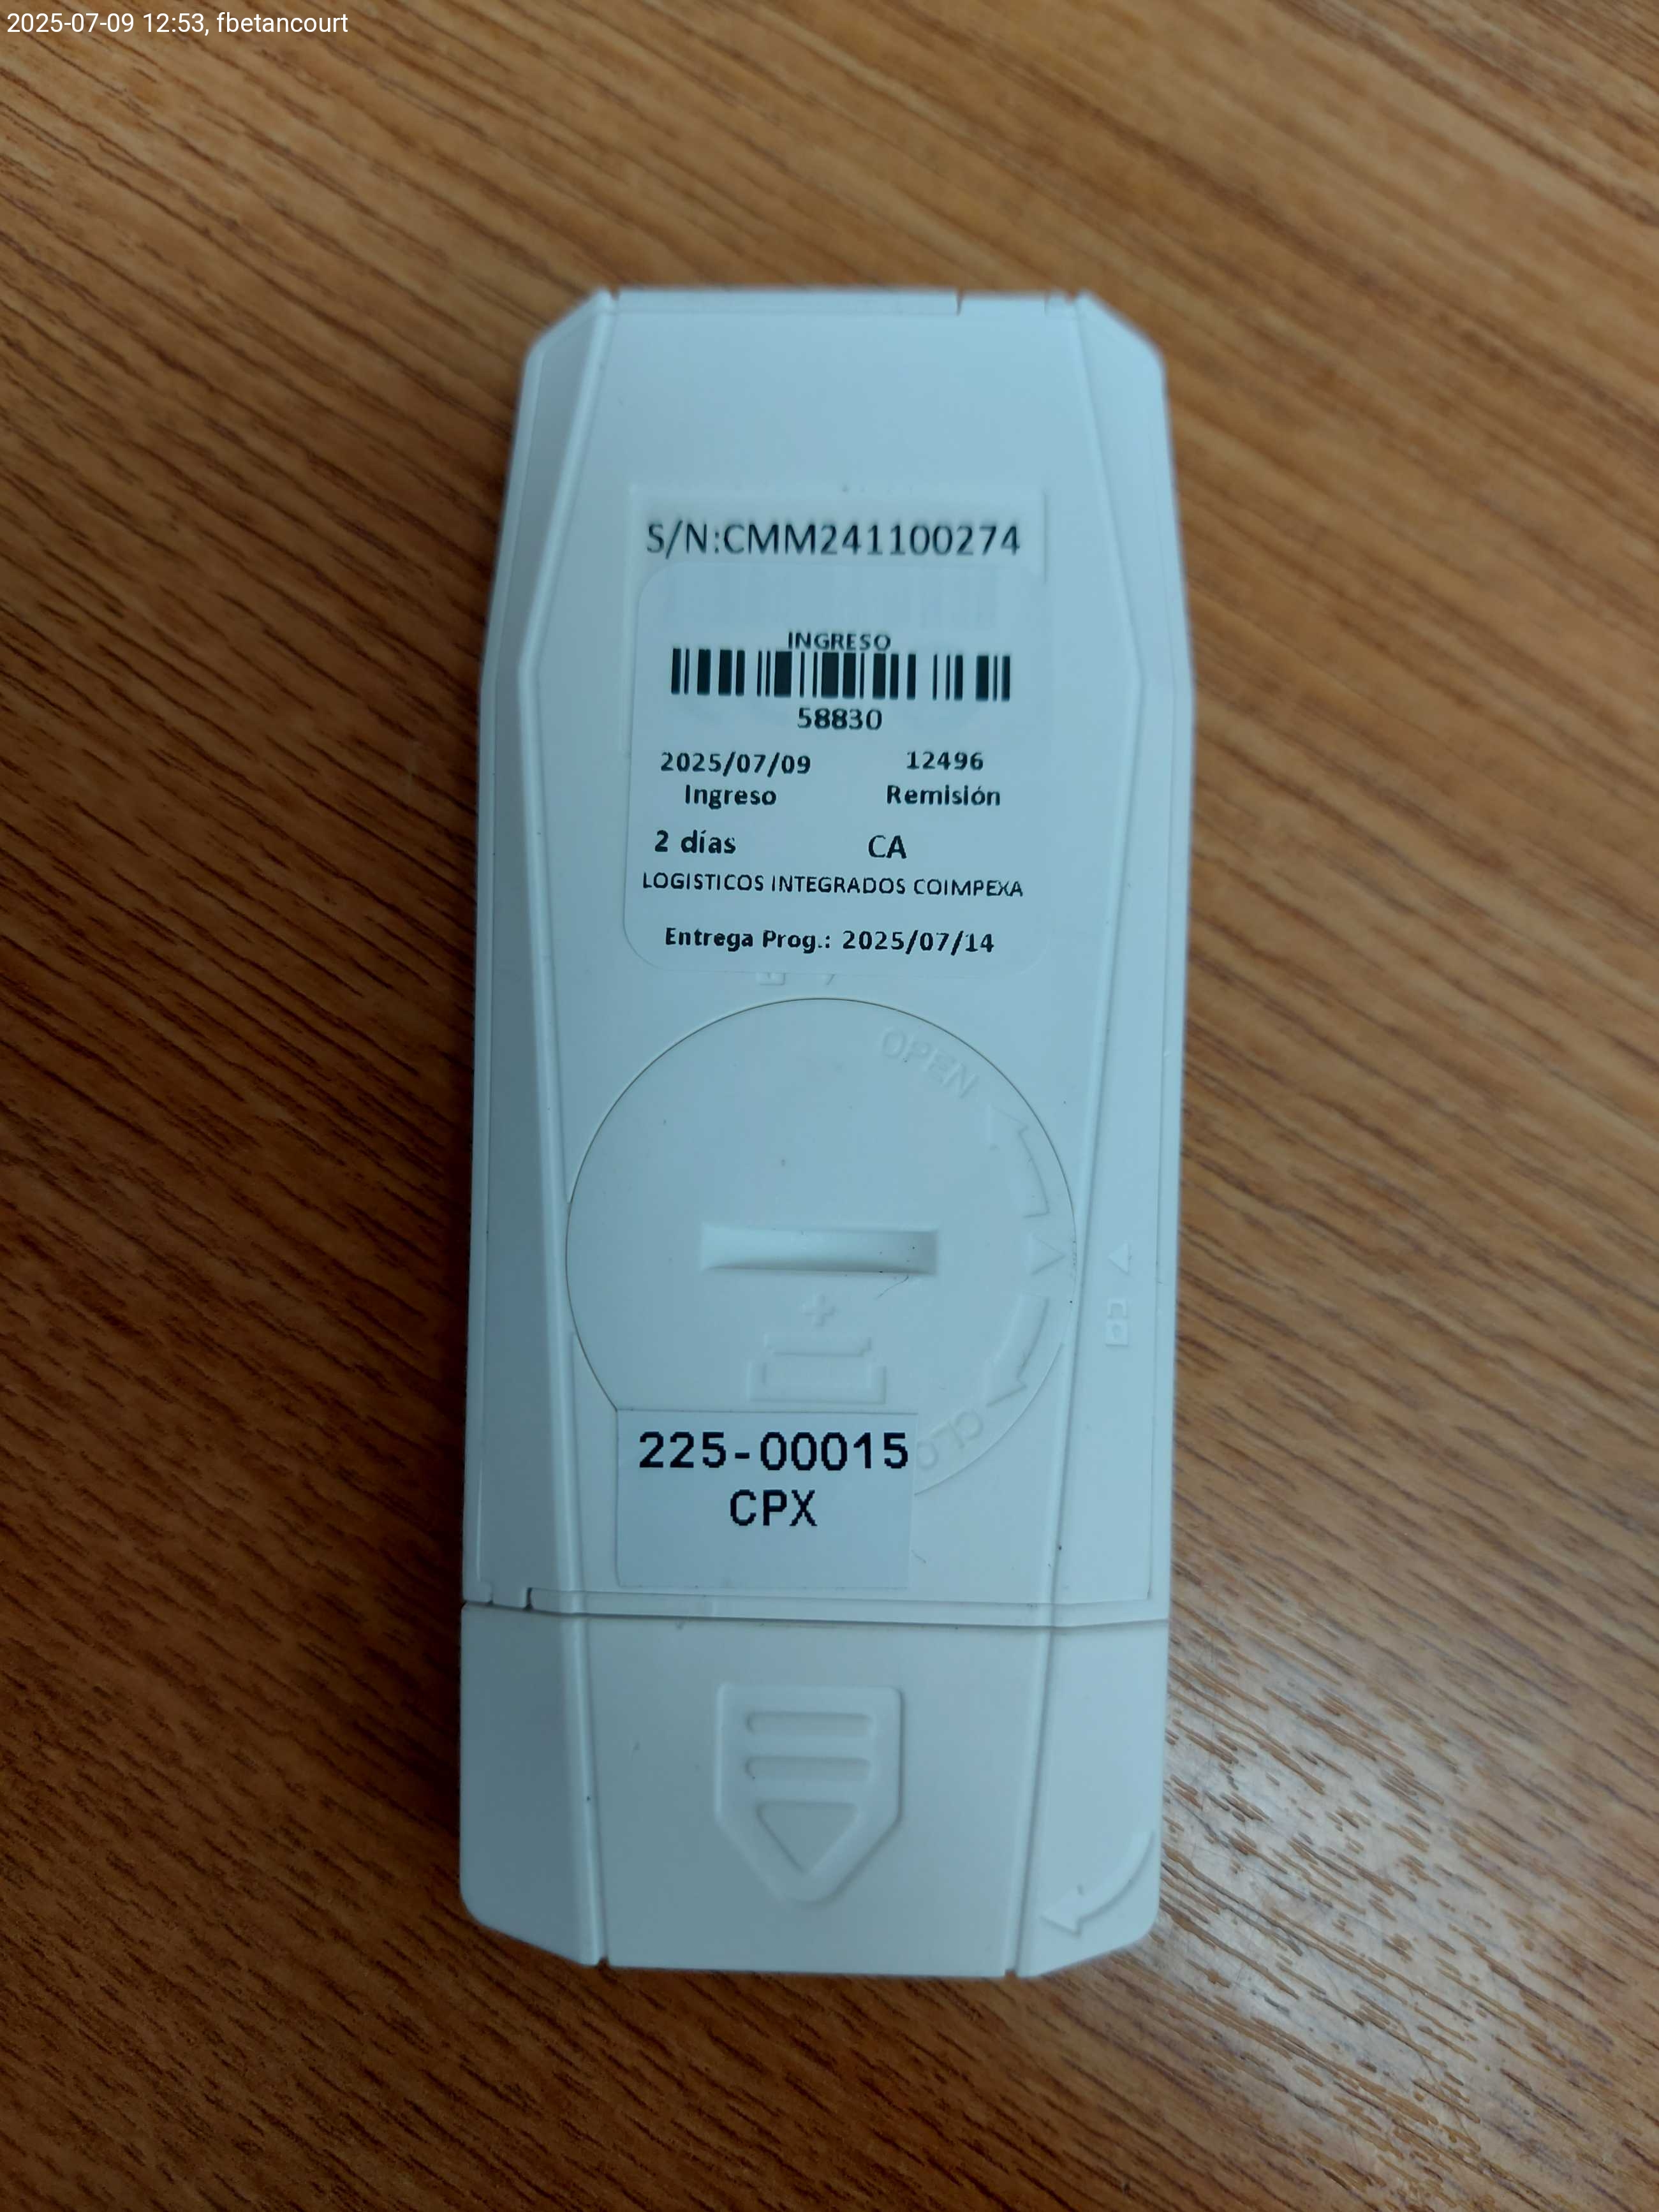 2025-07-09 12:53, fbetancourt
S/N:CMM241100274
INGRESO
58830
2025/07/09 12496
Ingreso Remisión
2 días CA
LOGISTICOS INTEGRADOS COIMPEXA
Entrega Prog.: 2025/07/14
OPEN
+
225-00015
CPX